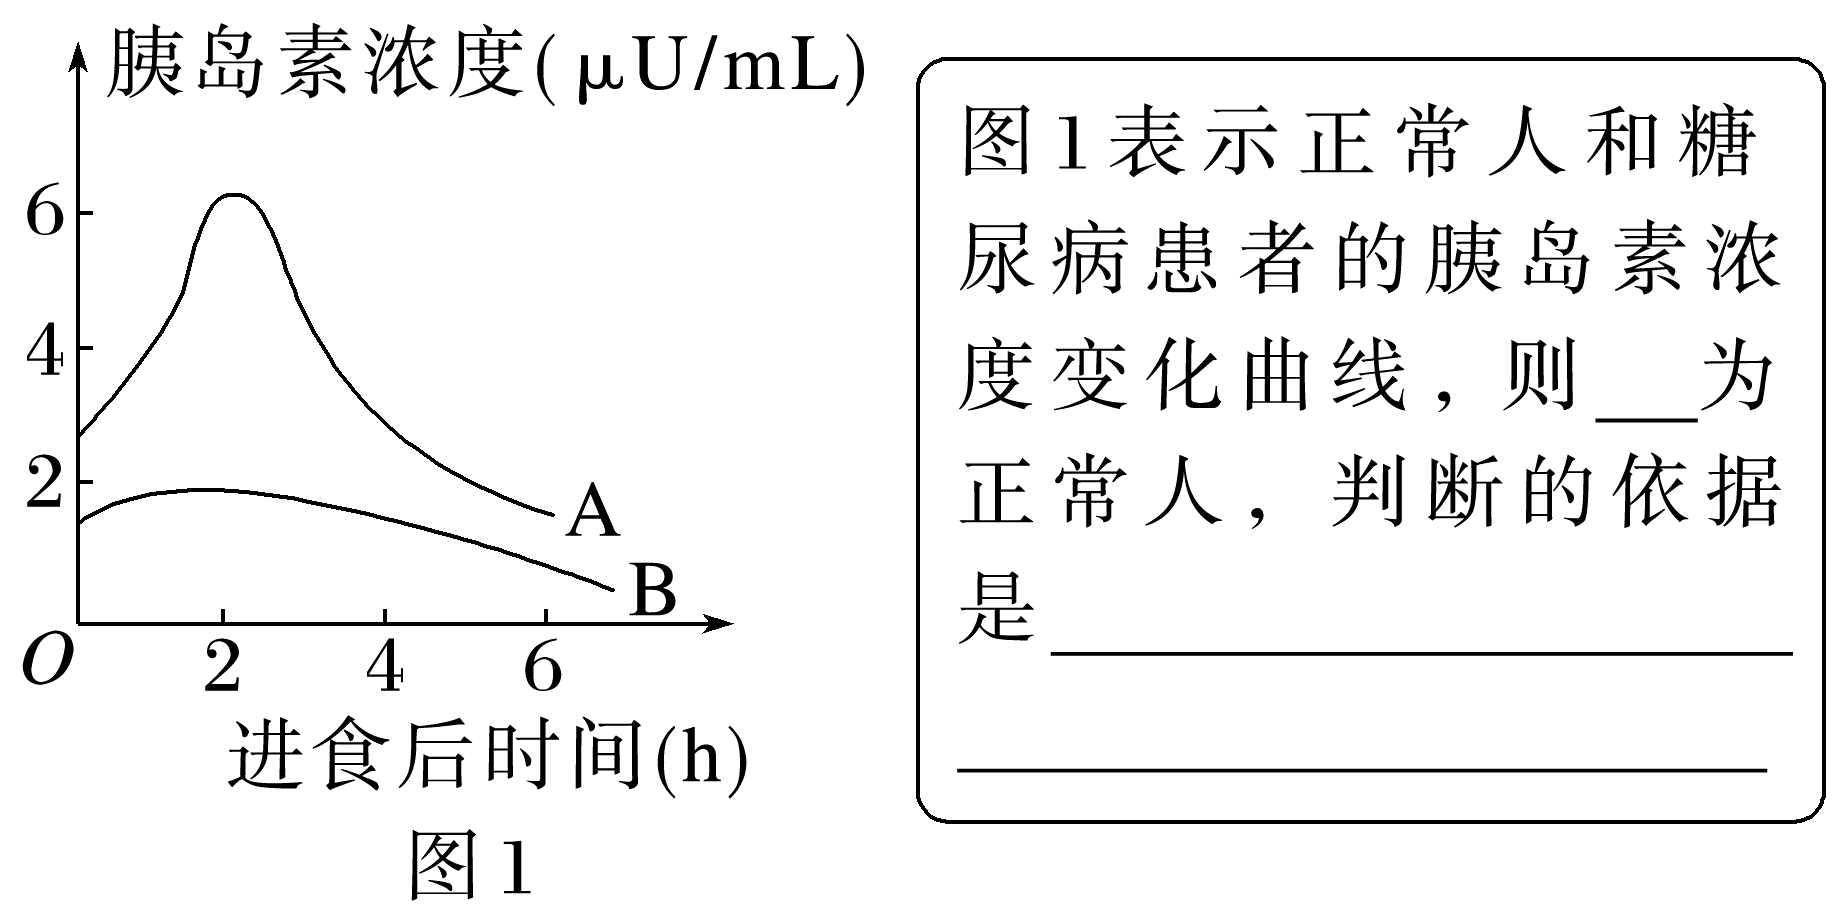 胰岛素浓度(μU/mL)
6
4
2
A
B
O
2 4 6
进食后时间(h)
图1
图1表示正常人和糖
尿病患者的胰岛素浓
度变化曲线，则___为
正常人，判断的依据
是